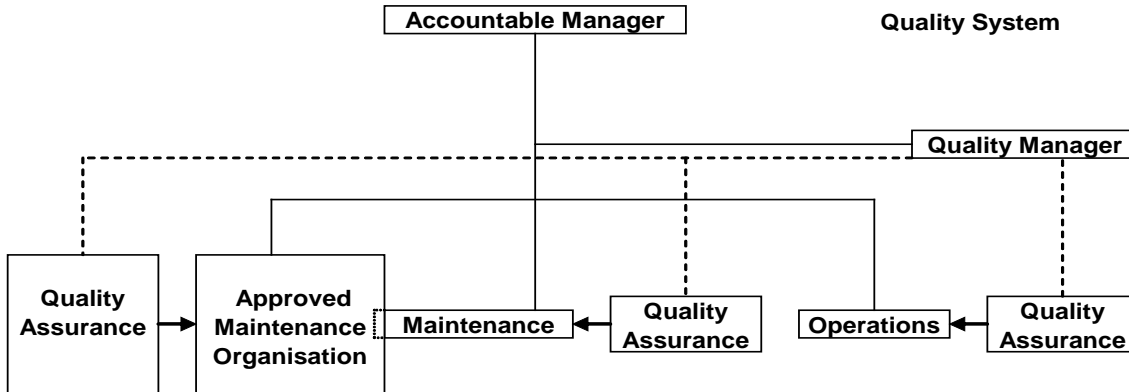 Accountable Manager
Quality System
Quality Manager
Quality
Assurance
Approved
Maintenance
Organisation
Maintenance
Quality
Assurance
Operations
Quality
Assurance